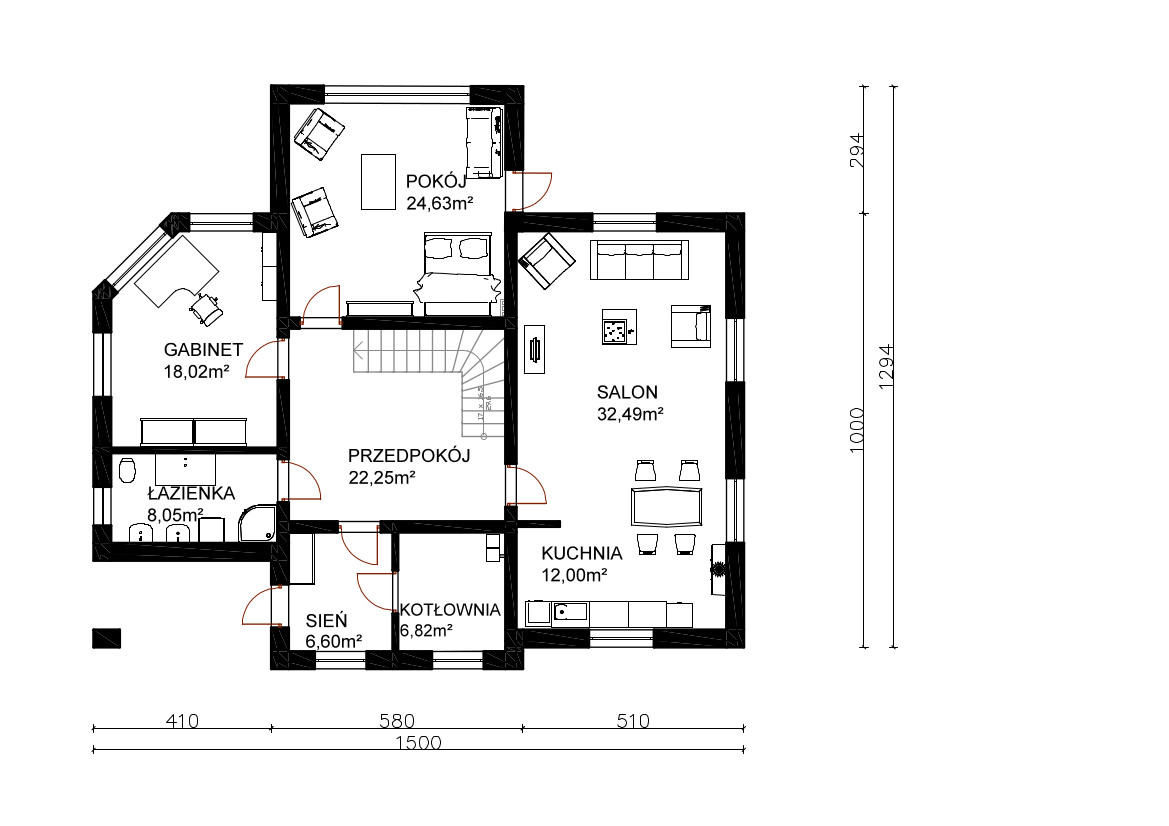 POKÓJ
24,63m²
GABINET
18,02m²
SALON
32,49m²
PRZEDPOKÓJ
22,25m²
ŁAZIENKA
8,05m²
KUCHNIA
12,00m²
SIEŃ
6,60m²
KOTŁOWNIA
6,82m²
294
1294
1000
410
580
510
1500